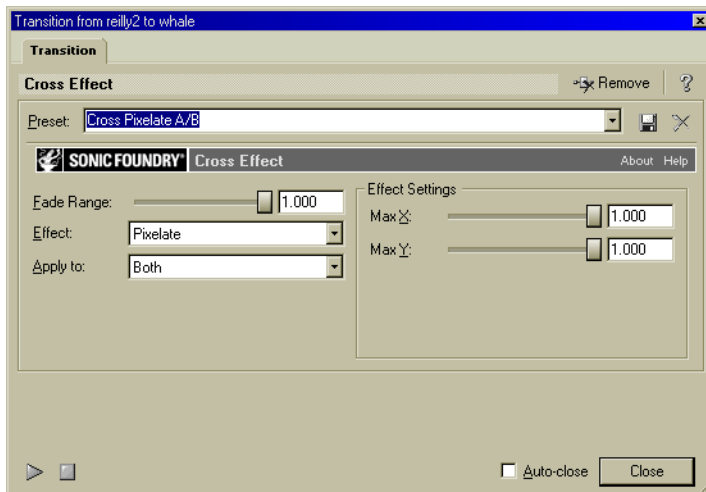 Transition from reilly2 to whale
Transition
Cross Effect Remove ?
Preset: Cross Pixelate A/B
SONIC FOUNDRY® Cross Effect About Help
Fade Range: 1.000
Effect: Pixelate
Apply to: Both
Effect Settings
Max X: 1.000
Max Y: 1.000
Auto-close Close